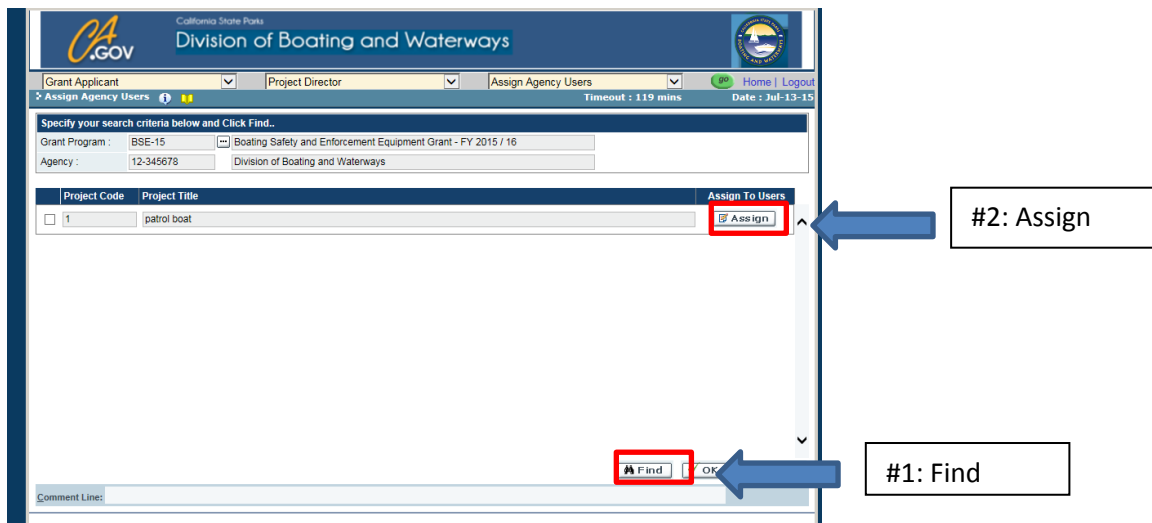 California State Parks
CA.GOV Division of Boating and Waterways
Grant Applicant Project Director Assign Agency Users go Home | Logout
Assign Agency Users Timeout : 119 mins Date : Jul-13-15
Specify your search criteria below and Click Find..
Grant Program : BSE-15 ... Boating Safety and Enforcement Equipment Grant - FY 2015 / 16
Agency : 12-345678 Division of Boating and Waterways
Project Code Project Title Assign To Users
1 patrol boat Assign
#2: Assign
Find OK
#1: Find
Comment Line: